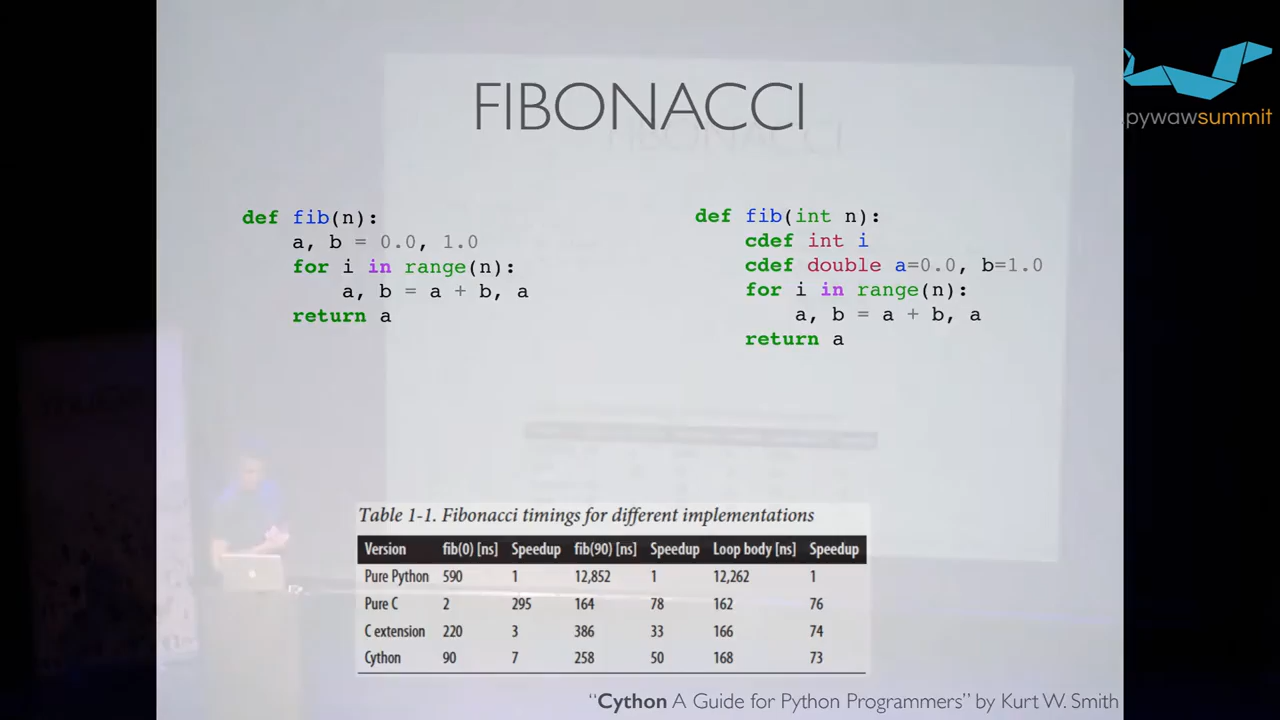 FIBONACCI
.pywawsummit
def fib(n):
    a, b = 0.0, 1.0
    for i in range(n):
        a, b = a + b, a
    return a
def fib(int n):
    cdef int i
    cdef double a=0.0, b=1.0
    for i in range(n):
        a, b = a + b, a
    return a
Table 1-1. Fibonacci timings for different implementations
Version fib(0) [ns] Speedup fib(90) [ns] Speedup Loop body [ns] Speedup
Pure Python 590 1 12,852 1 12,262 1
Pure C 2 295 164 78 162 76
C extension 220 3 386 33 166 74
Cython 90 7 258 50 168 73
“Cython A Guide for Python Programmers” by Kurt W. Smith